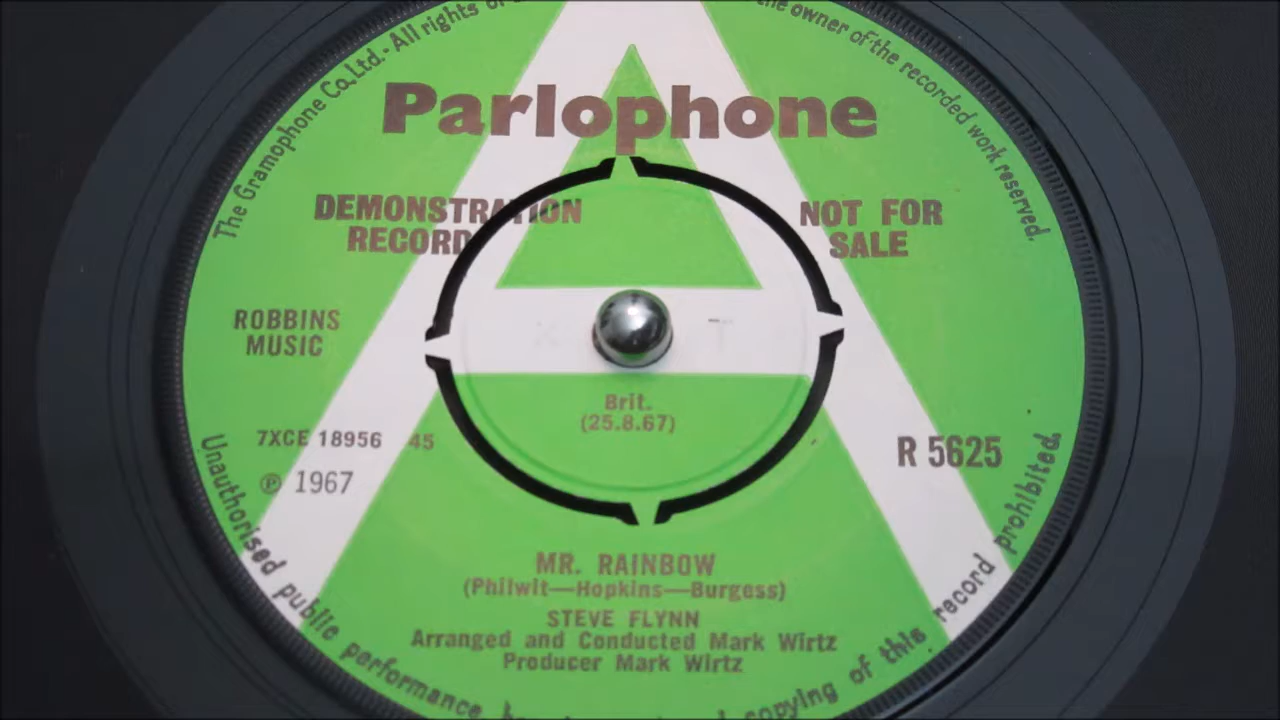 The Gramophone Co. Ltd. - All rights of
the owner of the recorded work reserved.
Parlophone
DEMONSTRATION
RECORD
NOT FOR
SALE
ROBBINS
MUSIC
Brit.
(25.8.67)
7XCE 18956 45
℗ 1967
R 5625
MR. RAINBOW
(Philwit—Hopkins—Burgess)
STEVE FLYNN
Arranged and Conducted Mark Wirtz
Producer Mark Wirtz
Unauthorised public performance copying of this record prohibited.